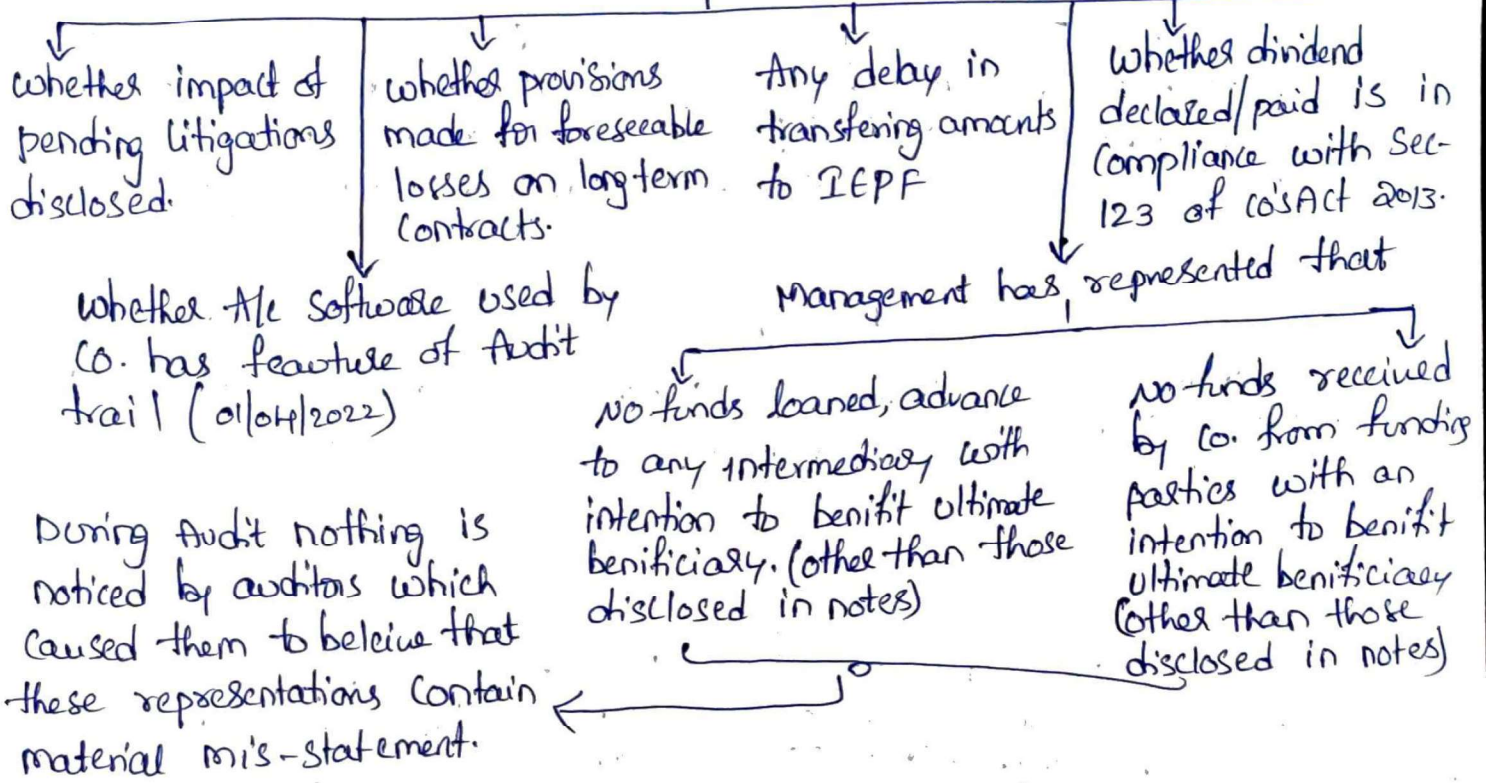 whether impact of
pending litigations
disclosed.
whether provisions
made for foreseeable
losses on long term
Contracts.
Any delay in
transfering amounts
to IEPF
whether dividend
declared/paid is in
Compliance with Sec-
123 of Co's Act 2013.
whether A/c Software used by
Co. has feauture of Audit
trail (01/04/2022)
Management has represented that
No funds loaned, advance
to any intermediary with
intention to benifit ultimate
benificiary. (other than those
disclosed in notes)
No funds received
by Co. from funding
parties with an
intention to benifit
Ultimate benificiary
(other than those
disclosed in notes)
During Audit nothing is
noticed by auditors which
Caused them to beleive that
these representations Contain
material mis-statement.